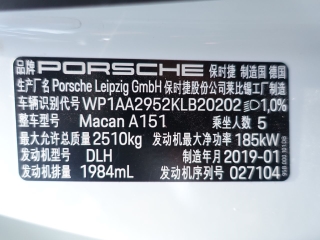 品牌 PORSCHE 保时捷 制造国 德国
生产厂名 Porsche Leipzig GmbH 保时捷股份公司莱比锡工厂制造
车辆识别代号 WP1AA2952KLB20202 1,0%
整车型号 Macan A151 乘坐人数 5
最大允许总质量 2510kg 发动机最大净功率 185kW
发动机型号 DLH 制造年月 2019-01
发动机排量 1984mL 发动机序列号 027104